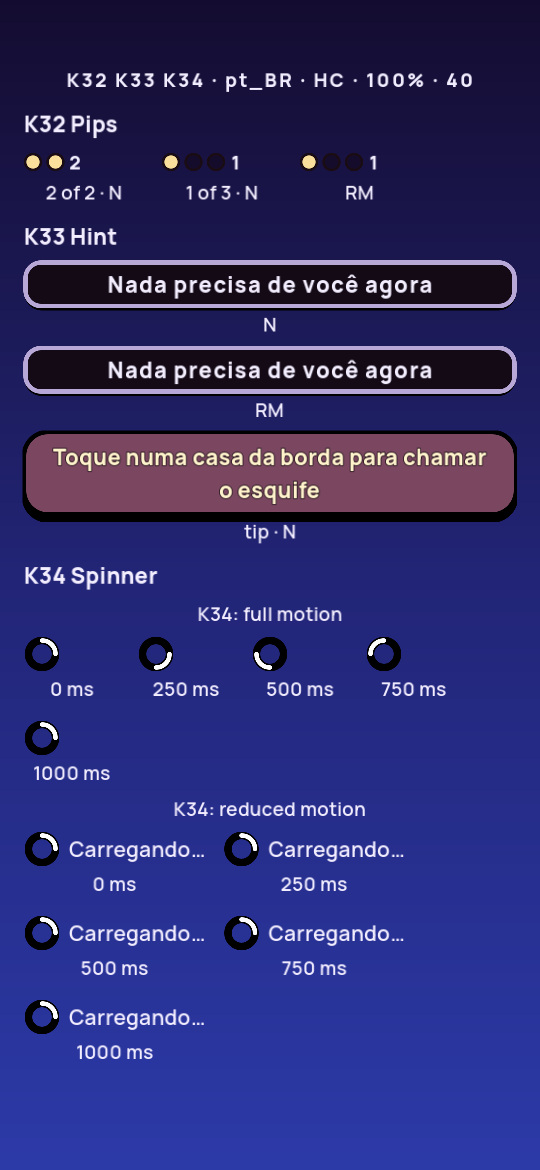 K32 K33 K34 · pt_BR · HC · 100% · 40
K32 Pips
2 1 1
2 of 2 · N 1 of 3 · N RM
K33 Hint
Nada precisa de você agora
N
Nada precisa de você agora
RM
Toque numa casa da borda para chamar
o esquife
tip · N
K34 Spinner
K34: full motion
0 ms 250 ms 500 ms 750 ms
1000 ms
K34: reduced motion
Carregando… Carregando…
0 ms 250 ms
Carregando… Carregando…
500 ms 750 ms
Carregando…
1000 ms